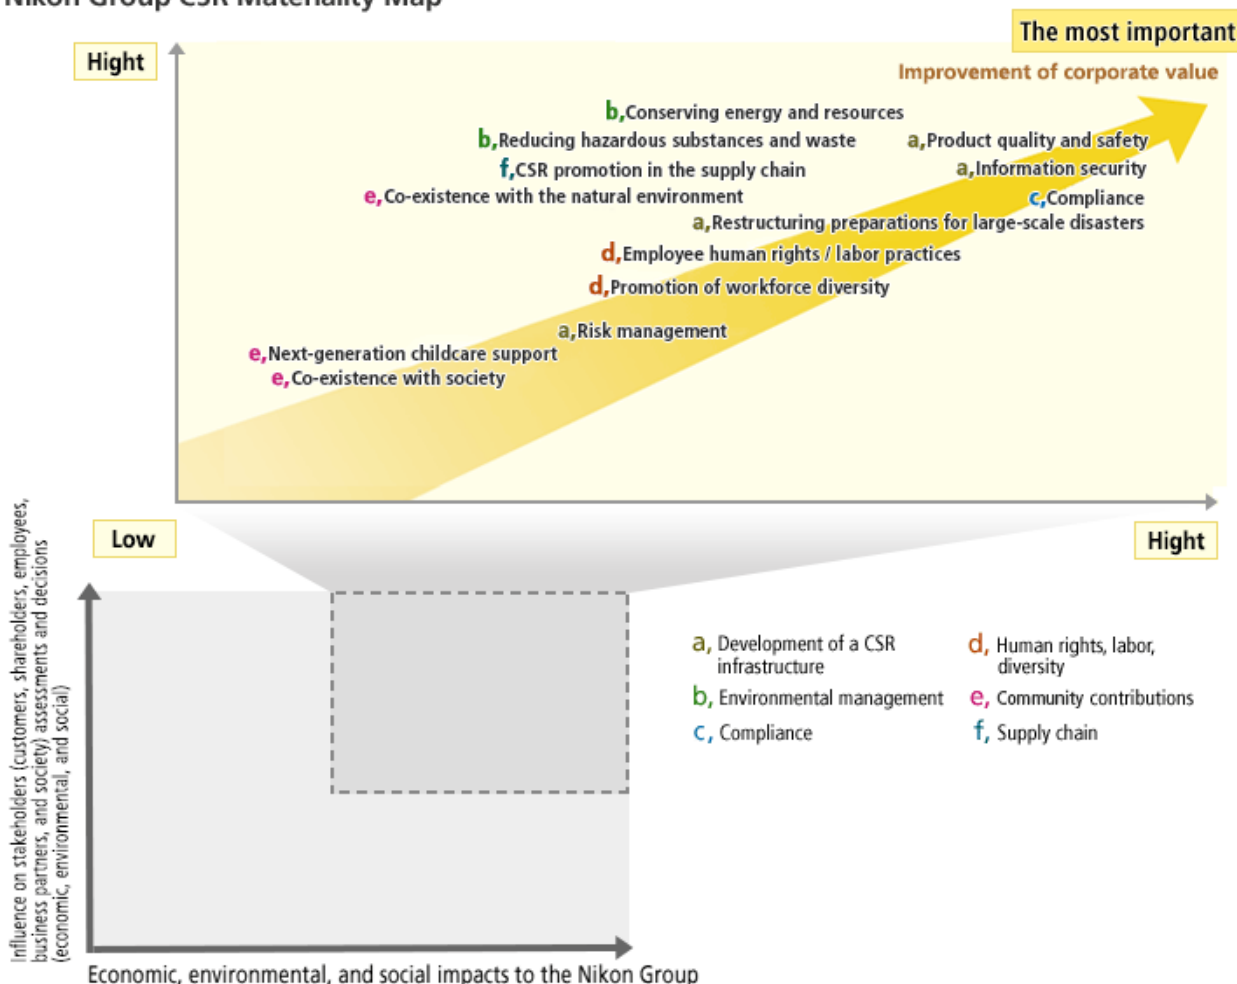 Nikon Group CSR Materiality Map
The most important
Hight
Improvement of corporate value
b,Conserving energy and resources
b,Reducing hazardous substances and waste
a,Product quality and safety
f,CSR promotion in the supply chain
a,Information security
e,Co-existence with the natural environment
c,Compliance
a,Restructuring preparations for large-scale disasters
d,Employee human rights / labor practices
d,Promotion of workforce diversity
a,Risk management
e,Next-generation childcare support
e,Co-existence with society
Low
Hight
Influence on stakeholders (customers, shareholders, employees,
business partners, and society) assessments and decisions
(economic, environmental, and social)
a, Development of a CSR
infrastructure
b, Environmental management
c, Compliance
d, Human rights, labor,
diversity
e, Community contributions
f, Supply chain
Economic, environmental, and social impacts to the Nikon Group